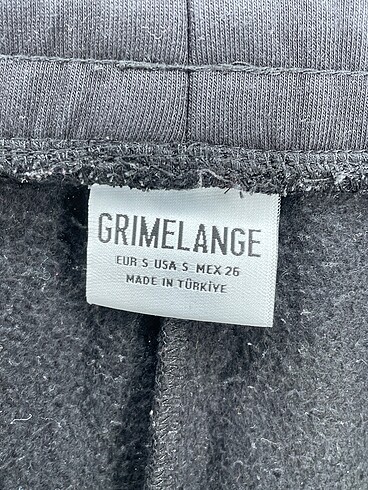 GRIMELANGE
EUR S USA S MEX 26
MADE IN TÜRKİYE